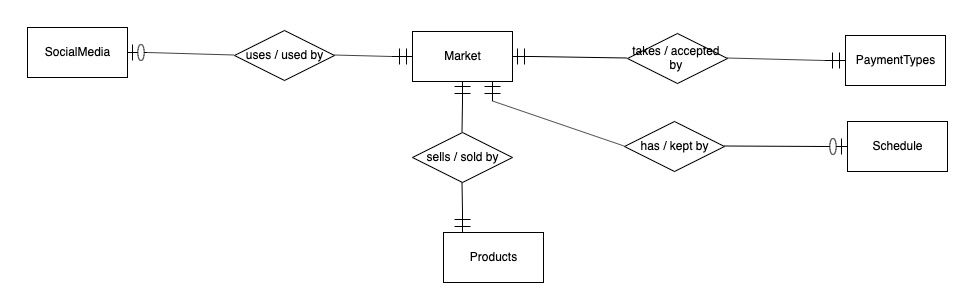 SocialMedia
uses / used by
Market
takes / accepted
by
PaymentTypes
has / kept by
Schedule
sells / sold by
Products